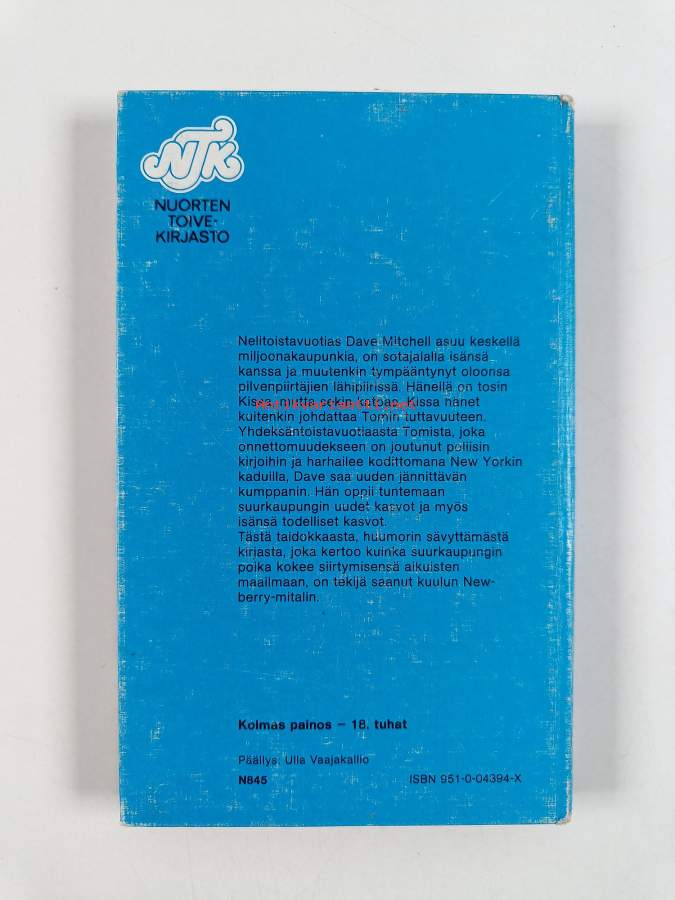 NTK
NUORTEN
TOIVE-
KIRJASTO
Nelitoistavuotias Dave Mitchell asuu keskellä
miljoonakaupunkia, on sotajalalla isänsä
kanssa ja muutenkin tympääntynyt oloonsa
pilvenpiirtäjien lähipiirissä. Hänellä on tosin
Kissa, mutta sekin katoaa. Kissa hänet
kuitenkin johdattaa Tomin tuttavuuteen.
Yhdeksäntoistavuotiaasta Tomista, joka
onnettomuudekseen on joutunut poliisin
kirjoihin ja harhailee kodittomana New Yorkin
kaduilla, Dave saa uuden jännittävän
kumppanin. Hän oppii tuntemaan
suurkaupungin uudet kasvot ja myös
isänsä todelliset kasvot.
Tästä taidokkaasta, huumorin sävyttämästä
kirjasta, joka kertoo kuinka suurkaupungin
poika kokee siirtymisensä aikuisten
maailmaan, on tekijä saanut kuulun New-
berry-mitalin.
Kolmas painos – 18. tuhat
Päällys: Ulla Vaajakallio
N845 ISBN 951-0-04394-X